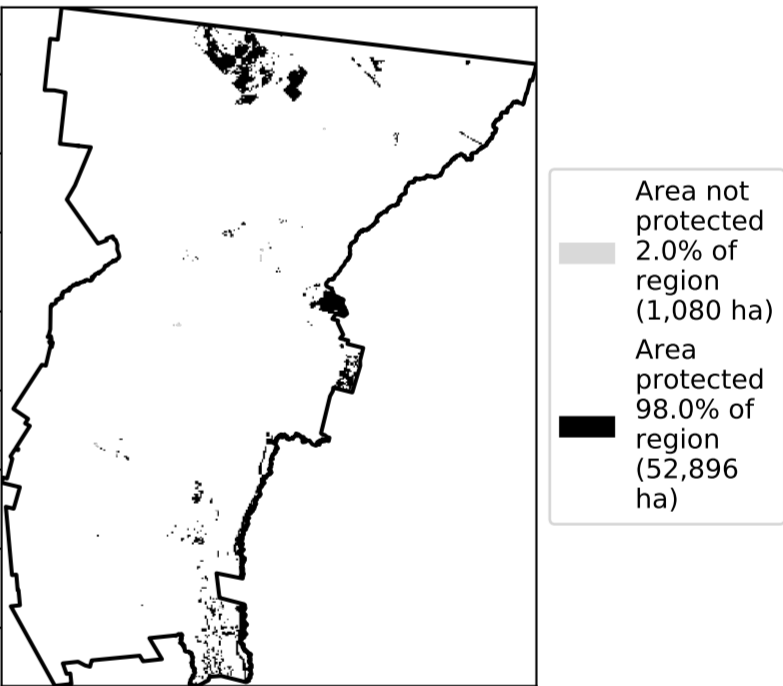 Area not
protected
2.0% of
region
(1,080 ha)
Area
protected
98.0% of
region
(52,896
ha)